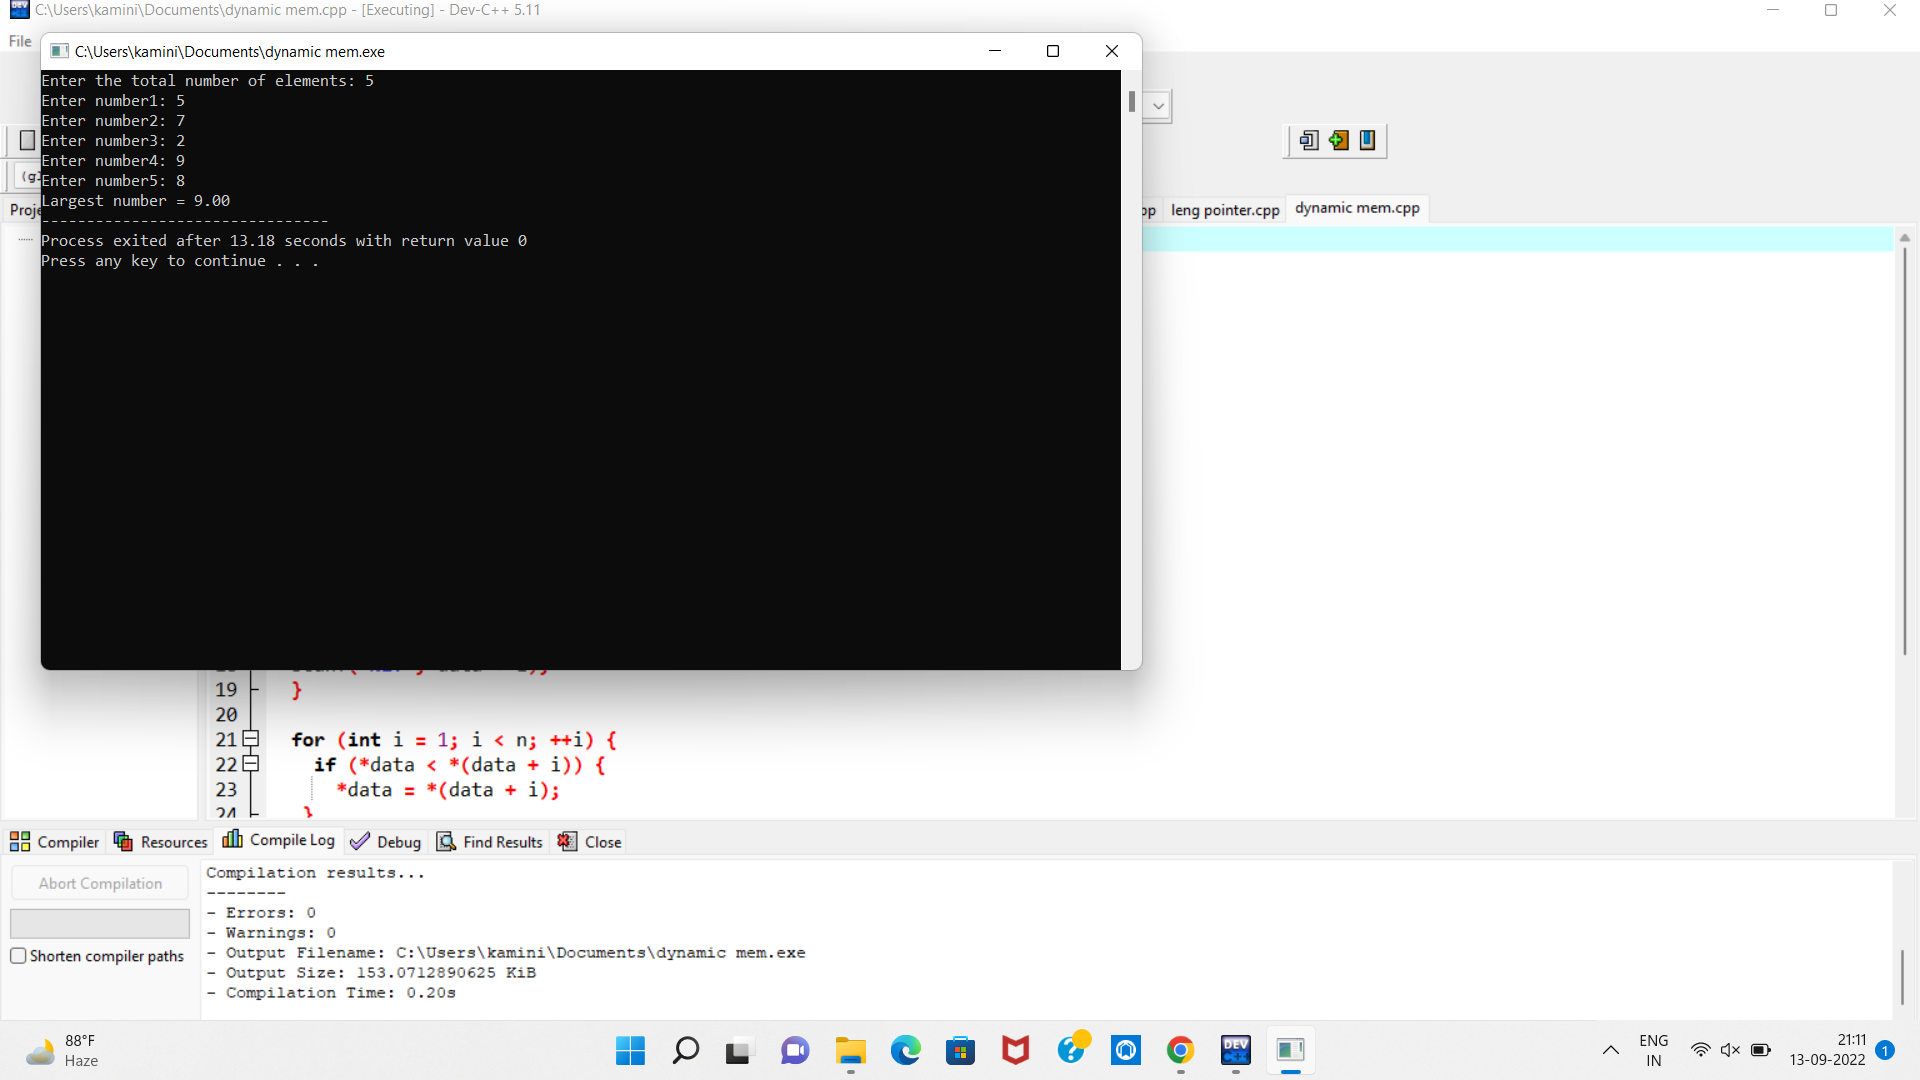 C:\Users\kamini\Documents\dynamic mem.cpp - [Executing] - Dev-C++ 5.11
File
C:\Users\kamini\Documents\dynamic mem.exe
Enter the total number of elements: 5
Enter number1: 5
Enter number2: 7
Enter number3: 2
Enter number4: 9
Enter number5: 8
Largest number = 9.00
--------------------------------
Process exited after 13.18 seconds with return value 0
Press any key to continue . . .
leng pointer.cpp
dynamic mem.cpp
19 }
20
21 for (int i = 1; i < n; ++i) {
22 if (*data < *(data + i)) {
23 *data = *(data + i);
24 }
Compiler Resources Compile Log Debug Find Results Close
Abort Compilation
Shorten compiler paths
Compilation results...
--------
- Errors: 0
- Warnings: 0
- Output Filename: C:\Users\kamini\Documents\dynamic mem.exe
- Output Size: 153.0712890625 KiB
- Compilation Time: 0.20s
88°F
Haze
DEV C++
ENG
IN
21:11
13-09-2022
1